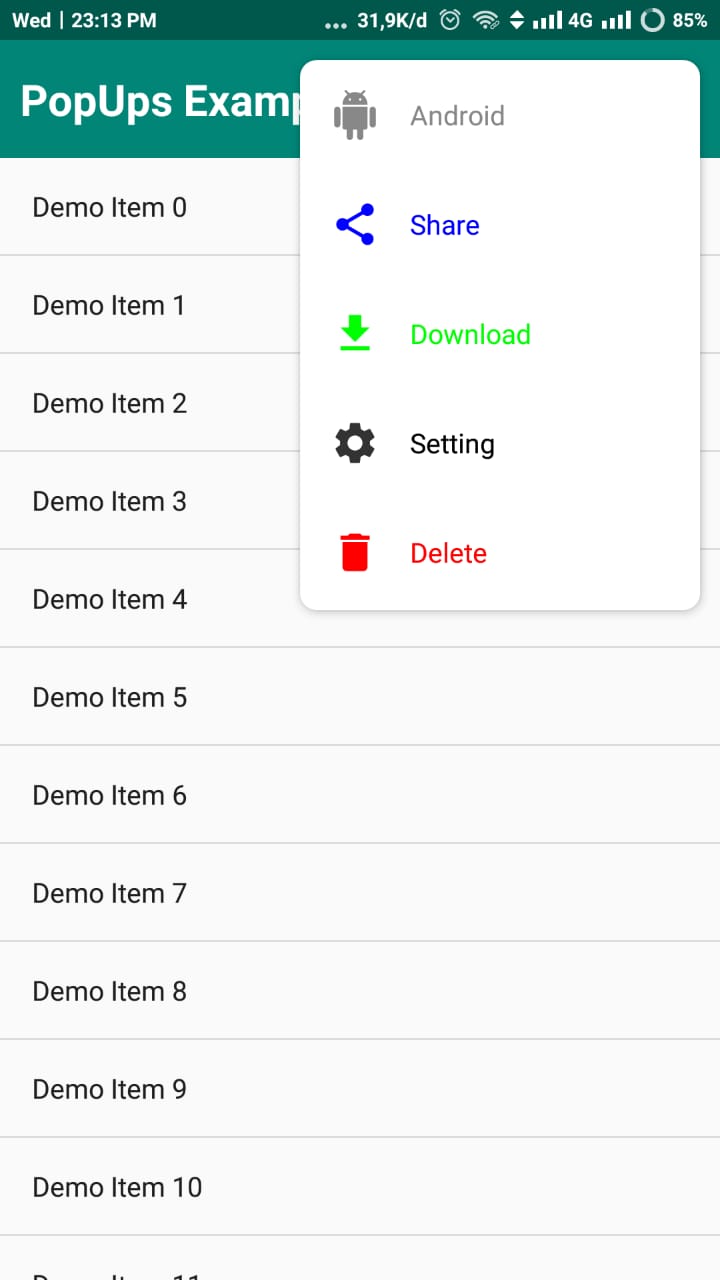 Wed | 23:13 PM ... 31,9K/d 4G 85%
PopUps Examp
Android
Share
Download
Setting
Delete
Demo Item 0
Demo Item 1
Demo Item 2
Demo Item 3
Demo Item 4
Demo Item 5
Demo Item 6
Demo Item 7
Demo Item 8
Demo Item 9
Demo Item 10